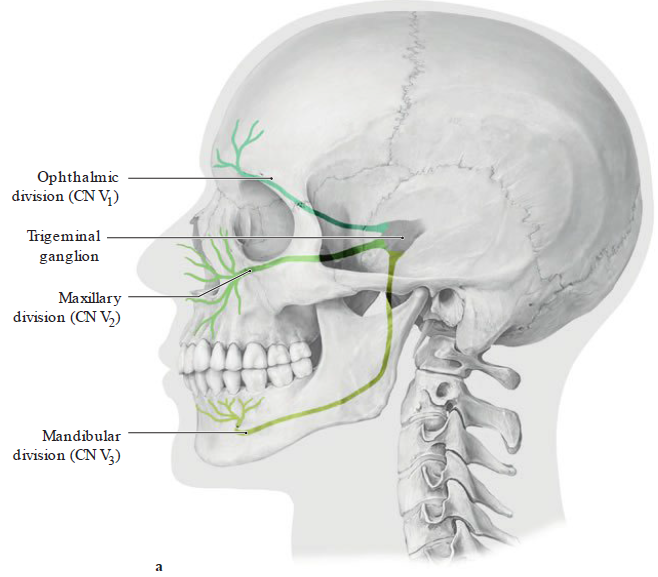 Ophthalmic
division (CN V1)
Trigeminal
ganglion
Maxillary
division (CN V2)
Mandibular
division (CN V3)
a